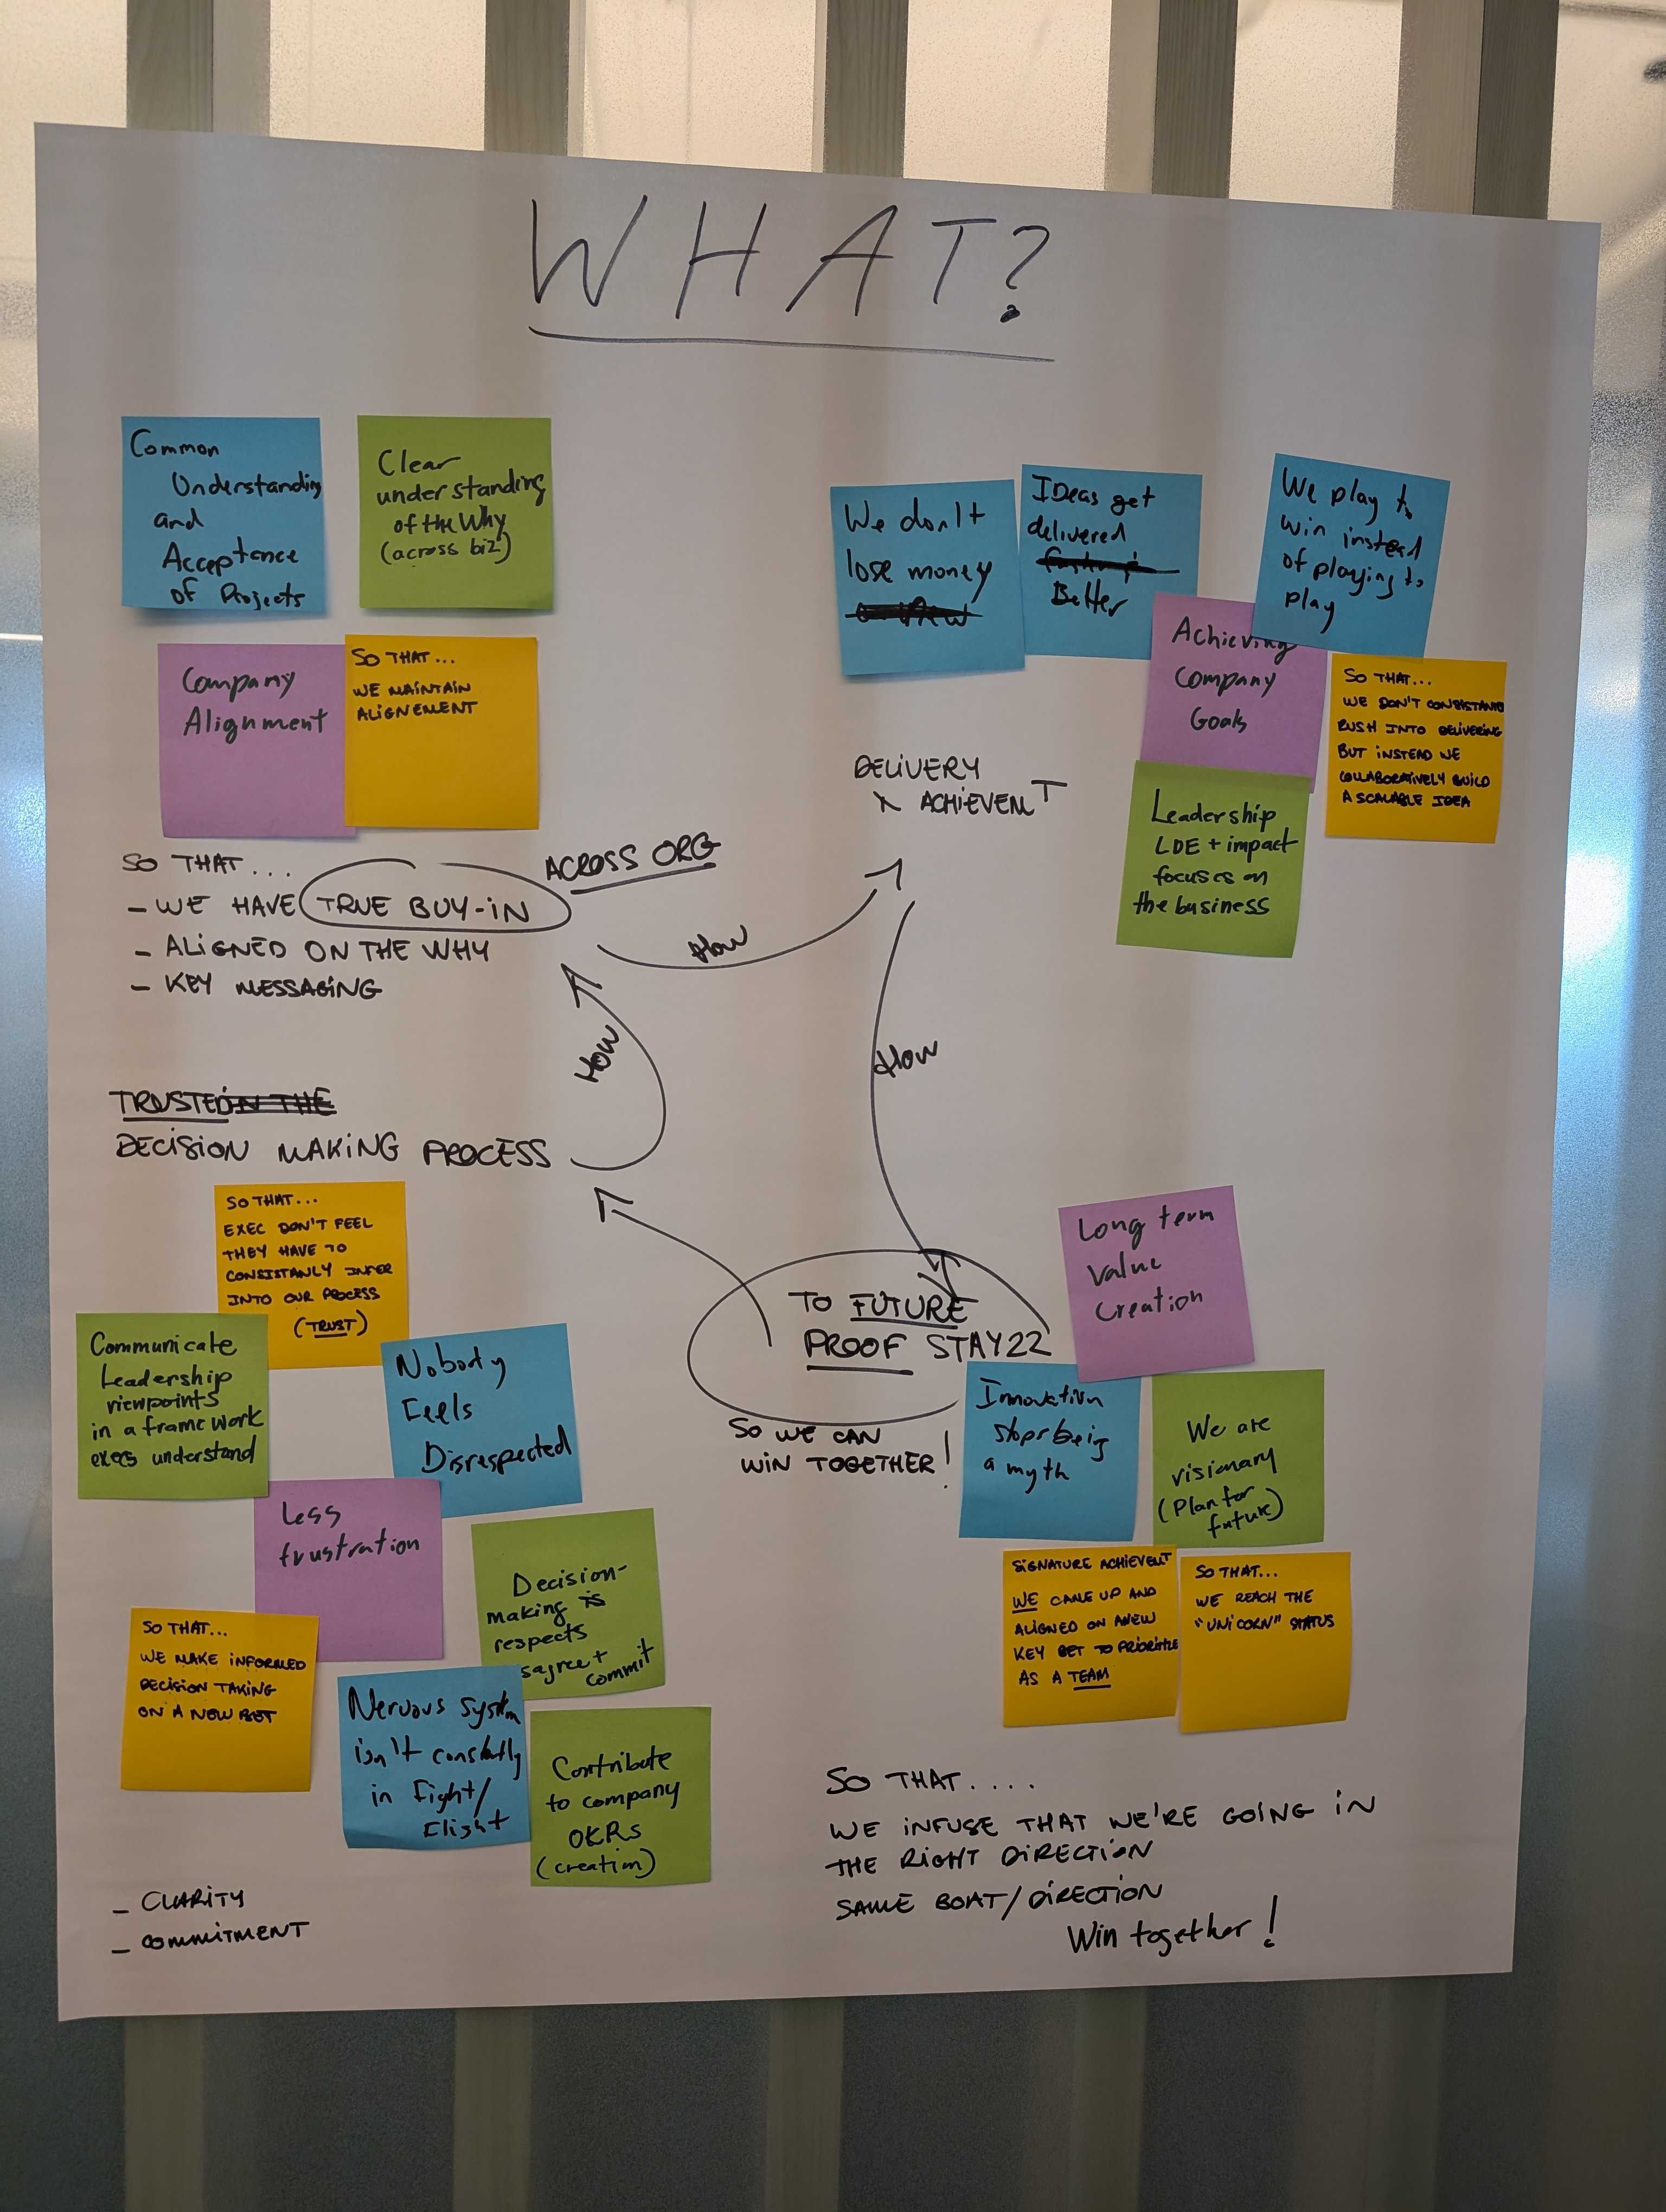 WHAT?
Common
Understanding
and
Acceptance
of Projects
Clear
understanding
of the Why
(across biz)
Company
Alignment
SO THAT...
WE MAINTAIN
ALIGNEMENT
SO THAT...
- WE HAVE TRUE BUY-IN
ACROSS ORG
- ALIGNED ON THE WHY
- KEY MESSAGING
We don't
lose money
IDeas get
delivered
Better
We play to
win instead
of playing to
play
Achieving
Company
Goals
SO THAT...
WE DON'T CONSISTANTLY
RUSH INTO DELIVERING
BUT INSTEAD WE
COLLABORATIVELY BUILD
A SCALABLE IDEA
Leadership
LDE + impact
focuses on
the business
DELIVERY
ACHIEVENT
HOW
HOW
HOW
TRUSTED IN THE
DECISION MAKING PROCESS
SO THAT...
EXEC DON'T FEEL
THEY HAVE TO
CONSISTANLY INFER
INTO OUR PROCESS
(TRUST)
Communicate
Leadership
viewpoints
in a framework
execs understand
Nobody
Feels
Disrespected
Less
frustration
Decision-
making is
respects
sagree +
commit
SO THAT...
WE MAKE INFORMED
DECISION TAKING
ON A NEW BET
Nervous system
isn't constantly
in Fight/
Flight
Contribute
to company
OKRs
(creation)
- CLARITY
- COMMITMENT
TO FUTURE
PROOF STAY22
SO WE CAN
WIN TOGETHER!
Long term
Value
Creation
Innovation
stops being
a myth
We are
visionary
(Plan for
future)
SIGNATURE ACHIEVENT
WE CAME UP AND
ALIGNED ON A NEW
KEY BET TO PRIORITIZE
AS A TEAM
SO THAT...
WE REACH THE
"UNICORN" STATUS
SO THAT....
WE INFUSE THAT WE'RE GOING IN
THE RIGHT DIRECTION
SAME BOAT/DIRECTION
Win together!